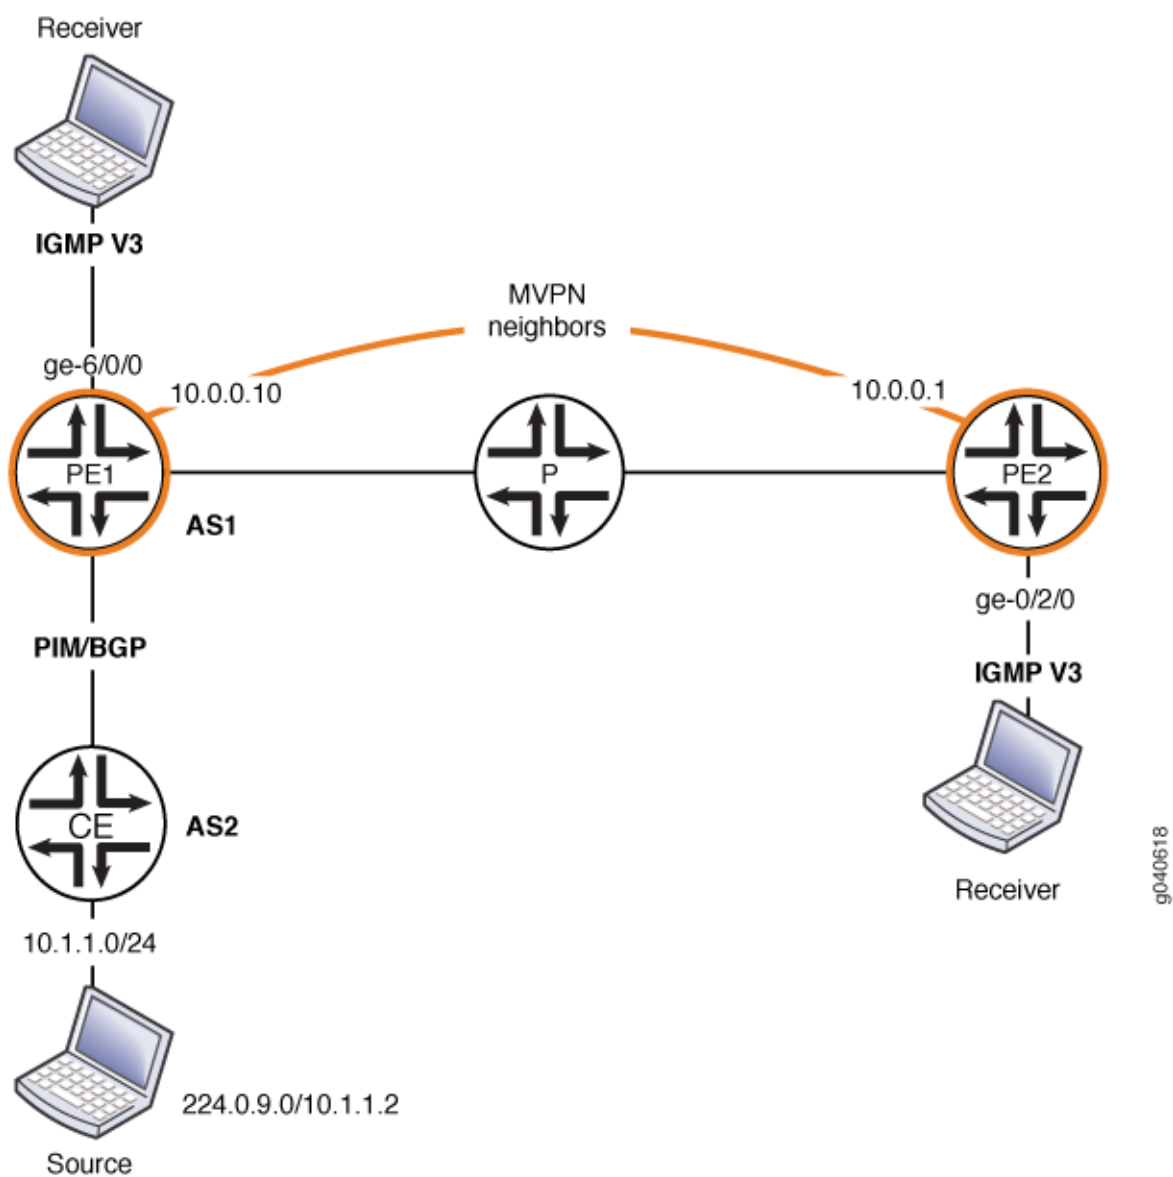 Receiver
IGMP V3
MVPN
neighbors
ge-6/0/0
10.0.0.10
10.0.0.1
PE1
P
PE2
AS1
ge-0/2/0
PIM/BGP
IGMP V3
CE
AS2
Receiver
g040618
10.1.1.0/24
224.0.9.0/10.1.1.2
Source